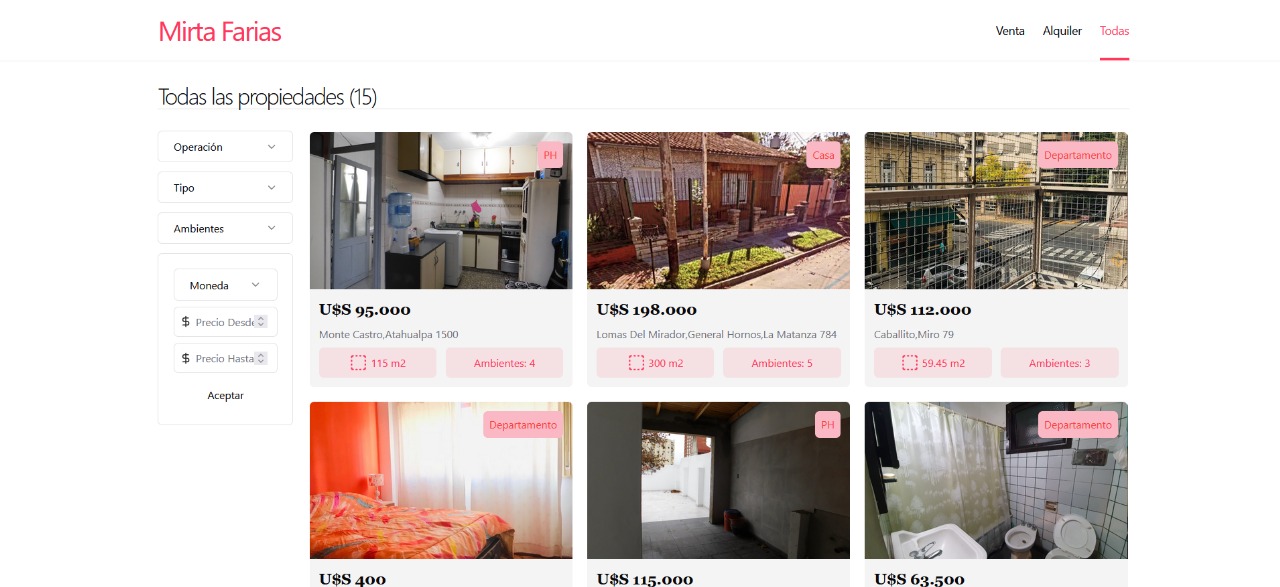 Mirta Farias
Venta Alquiler Todas
Todas las propiedades (15)
Operación
Tipo
Ambientes
Moneda
$ Precio Desde
$ Precio Hasta
Aceptar
PH
U$S 95.000
Monte Castro,Atahualpa 1500
115 m2 Ambientes: 4
Casa
U$S 198.000
Lomas Del Mirador,General Hornos,La Matanza 784
300 m2 Ambientes: 5
Departamento
U$S 112.000
Caballito,Miro 79
59.45 m2 Ambientes: 3
Departamento
U$S 400
PH
U$S 115.000
Departamento
U$S 63.500